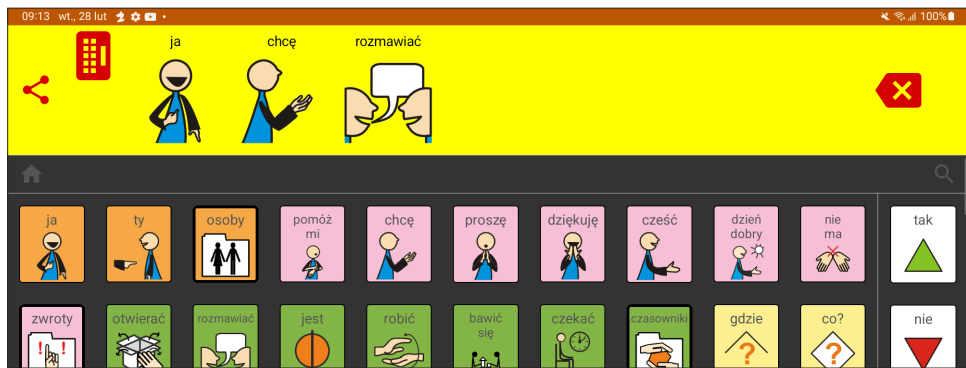 09:13 wt., 28 lut
100%
ja chcę rozmawiać
ja ty osoby pomóż mi chcę proszę dziękuję cześć dzień dobry nie ma tak
zwroty otwierać rozmawiać jest robić bawić się czekać czasowniki gdzie co? nie
! !
? ?